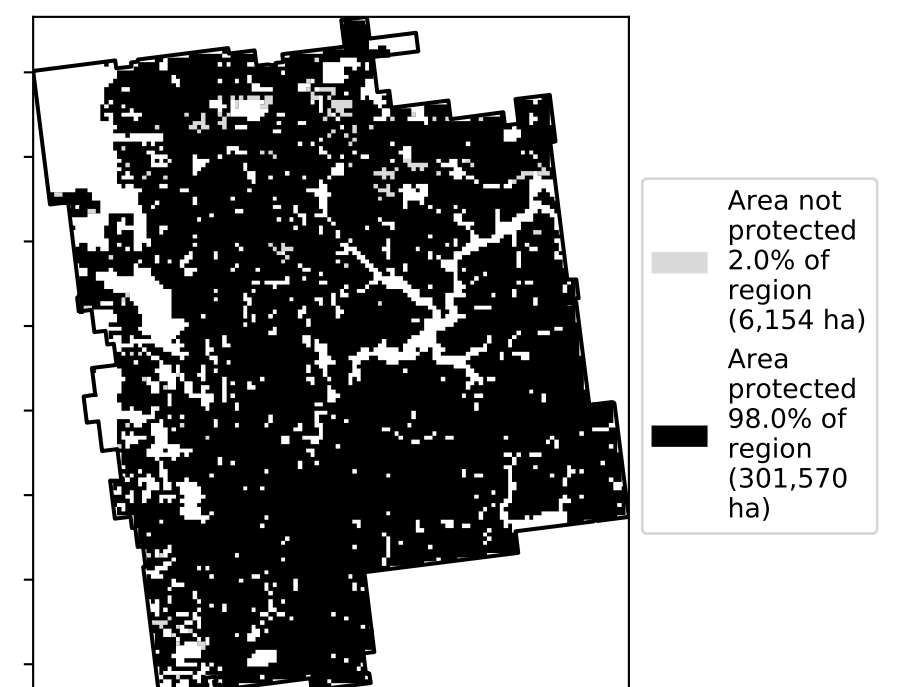 Area not
protected
2.0% of
region
(6,154 ha)
Area
protected
98.0% of
region
(301,570
ha)